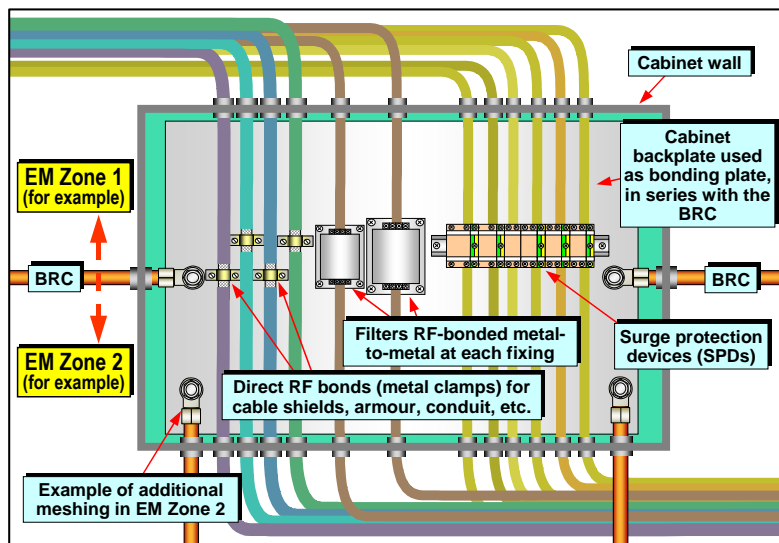 Cabinet wall
Cabinet
backplate used
as bonding plate,
in series with the
BRC
EM Zone 1
(for example)
BRC
BRC
EM Zone 2
(for example)
Filters RF-bonded metal-
to-metal at each fixing
Surge protection
devices (SPDs)
Direct RF bonds (metal clamps) for
cable shields, armour, conduit, etc.
Example of additional
meshing in EM Zone 2